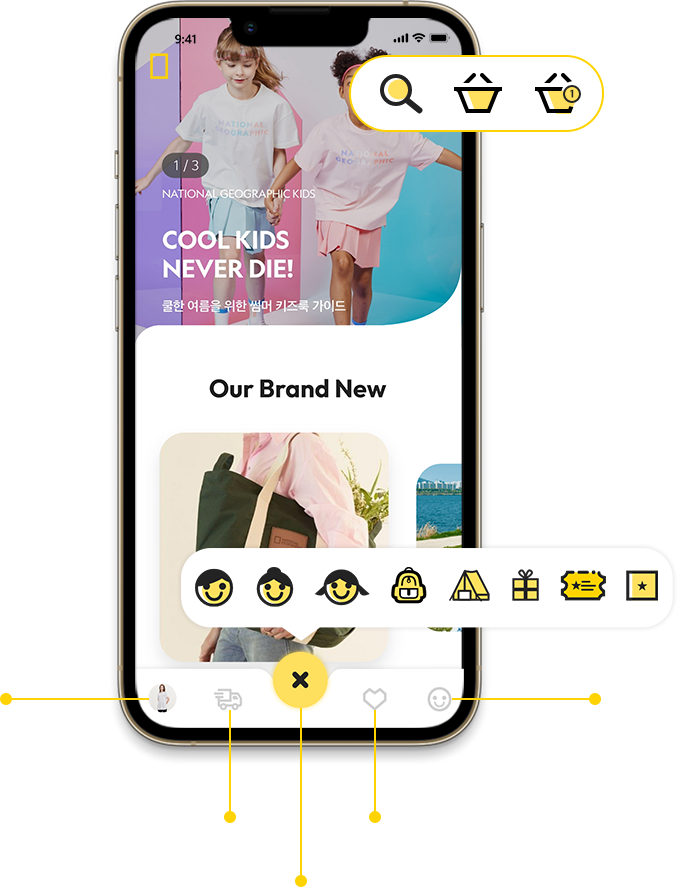 9:41
1
NATIONAL
GEOGRAPHIC
NATIONAL
GEOGRAPHIC
1 / 3
NATIONAL GEOGRAPHIC KIDS
COOL KIDS
NEVER DIE!
쿨한 여름을 위한 썸머 키즈룩 가이드
Our Brand New